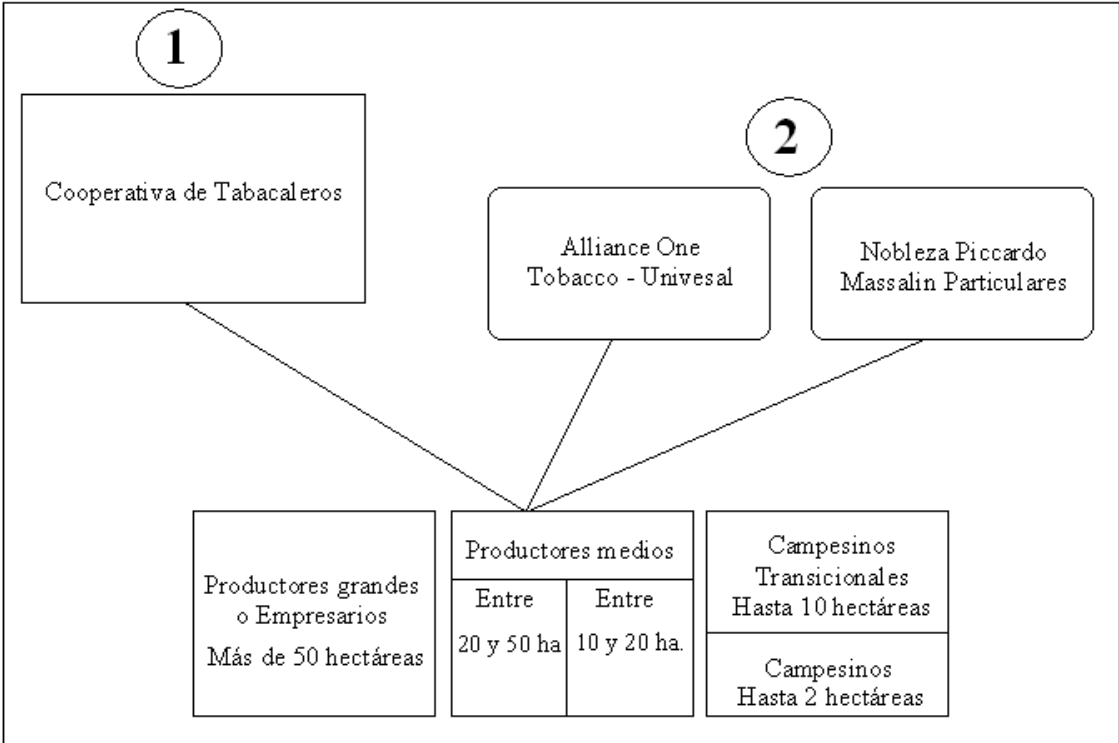 1
Cooperativa de Tabacaleros
2
Alliance One
Tobacco - Univesal
Nobleza Piccardo
Massalin Particulares
Productores grandes
o Empresarios
Más de 50 hectáreas
Productores medios
Entre
20 y 50 ha
Entre
10 y 20 ha.
Campesinos
Transicionales
Hasta 10 hectáreas
Campesinos
Hasta 2 hectáreas